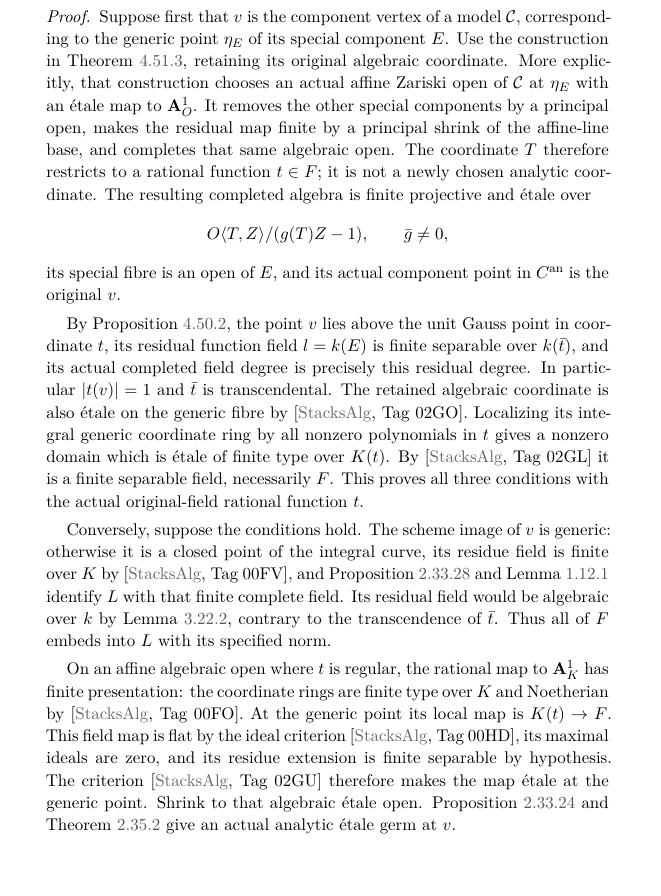 Proof. Suppose first that v is the component vertex of a model 𝒞, correspond-
ing to the generic point η_E of its special component E. Use the construction
in Theorem 4.51.3, retaining its original algebraic coordinate. More explic-
itly, that construction chooses an actual affine Zariski open of 𝒞 at η_E with
an étale map to A¹_O. It removes the other special components by a principal
open, makes the residual map finite by a principal shrink of the affine-line
base, and completes that same algebraic open. The coordinate T therefore
restricts to a rational function t ∈ F; it is not a newly chosen analytic coor-
dinate. The resulting completed algebra is finite projective and étale over
O⟨T, Z⟩/(g(T)Z − 1), ḡ ≠ 0,
its special fibre is an open of E, and its actual component point in C^an is the
original v.
By Proposition 4.50.2, the point v lies above the unit Gauss point in coor-
dinate t, its residual function field l = k(E) is finite separable over k(t̄), and
its actual completed field degree is precisely this residual degree. In partic-
ular |t(v)| = 1 and t̄ is transcendental. The retained algebraic coordinate is
also étale on the generic fibre by [StacksAlg, Tag 02GO]. Localizing its inte-
gral generic coordinate ring by all nonzero polynomials in t gives a nonzero
domain which is étale of finite type over K(t). By [StacksAlg, Tag 02GL] it
is a finite separable field, necessarily F. This proves all three conditions with
the actual original-field rational function t.
Conversely, suppose the conditions hold. The scheme image of v is generic:
otherwise it is a closed point of the integral curve, its residue field is finite
over K by [StacksAlg, Tag 00FV], and Proposition 2.33.28 and Lemma 1.12.1
identify L with that finite complete field. Its residual field would be algebraic
over k by Lemma 3.22.2, contrary to the transcendence of t̄. Thus all of F
embeds into L with its specified norm.
On an affine algebraic open where t is regular, the rational map to A¹_K has
finite presentation: the coordinate rings are finite type over K and Noetherian
by [StacksAlg, Tag 00FO]. At the generic point its local map is K(t) → F.
This field map is flat by the ideal criterion [StacksAlg, Tag 00HD], its maximal
ideals are zero, and its residue extension is finite separable by hypothesis.
The criterion [StacksAlg, Tag 02GU] therefore makes the map étale at the
generic point. Shrink to that algebraic étale open. Proposition 2.33.24 and
Theorem 2.35.2 give an actual analytic étale germ at v.